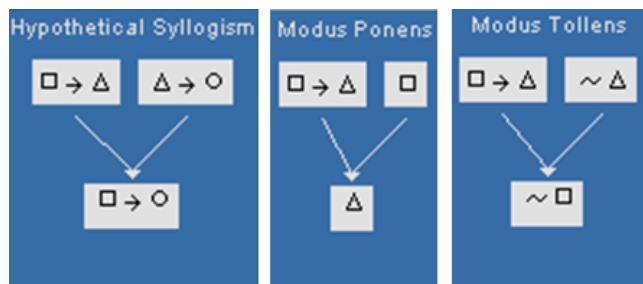 Hypothetical Syllogism
□ → △
△ → ○
□ → ○
Modus Ponens
□ → △
□
△
Modus Tollens
□ → △
~ △
~ □